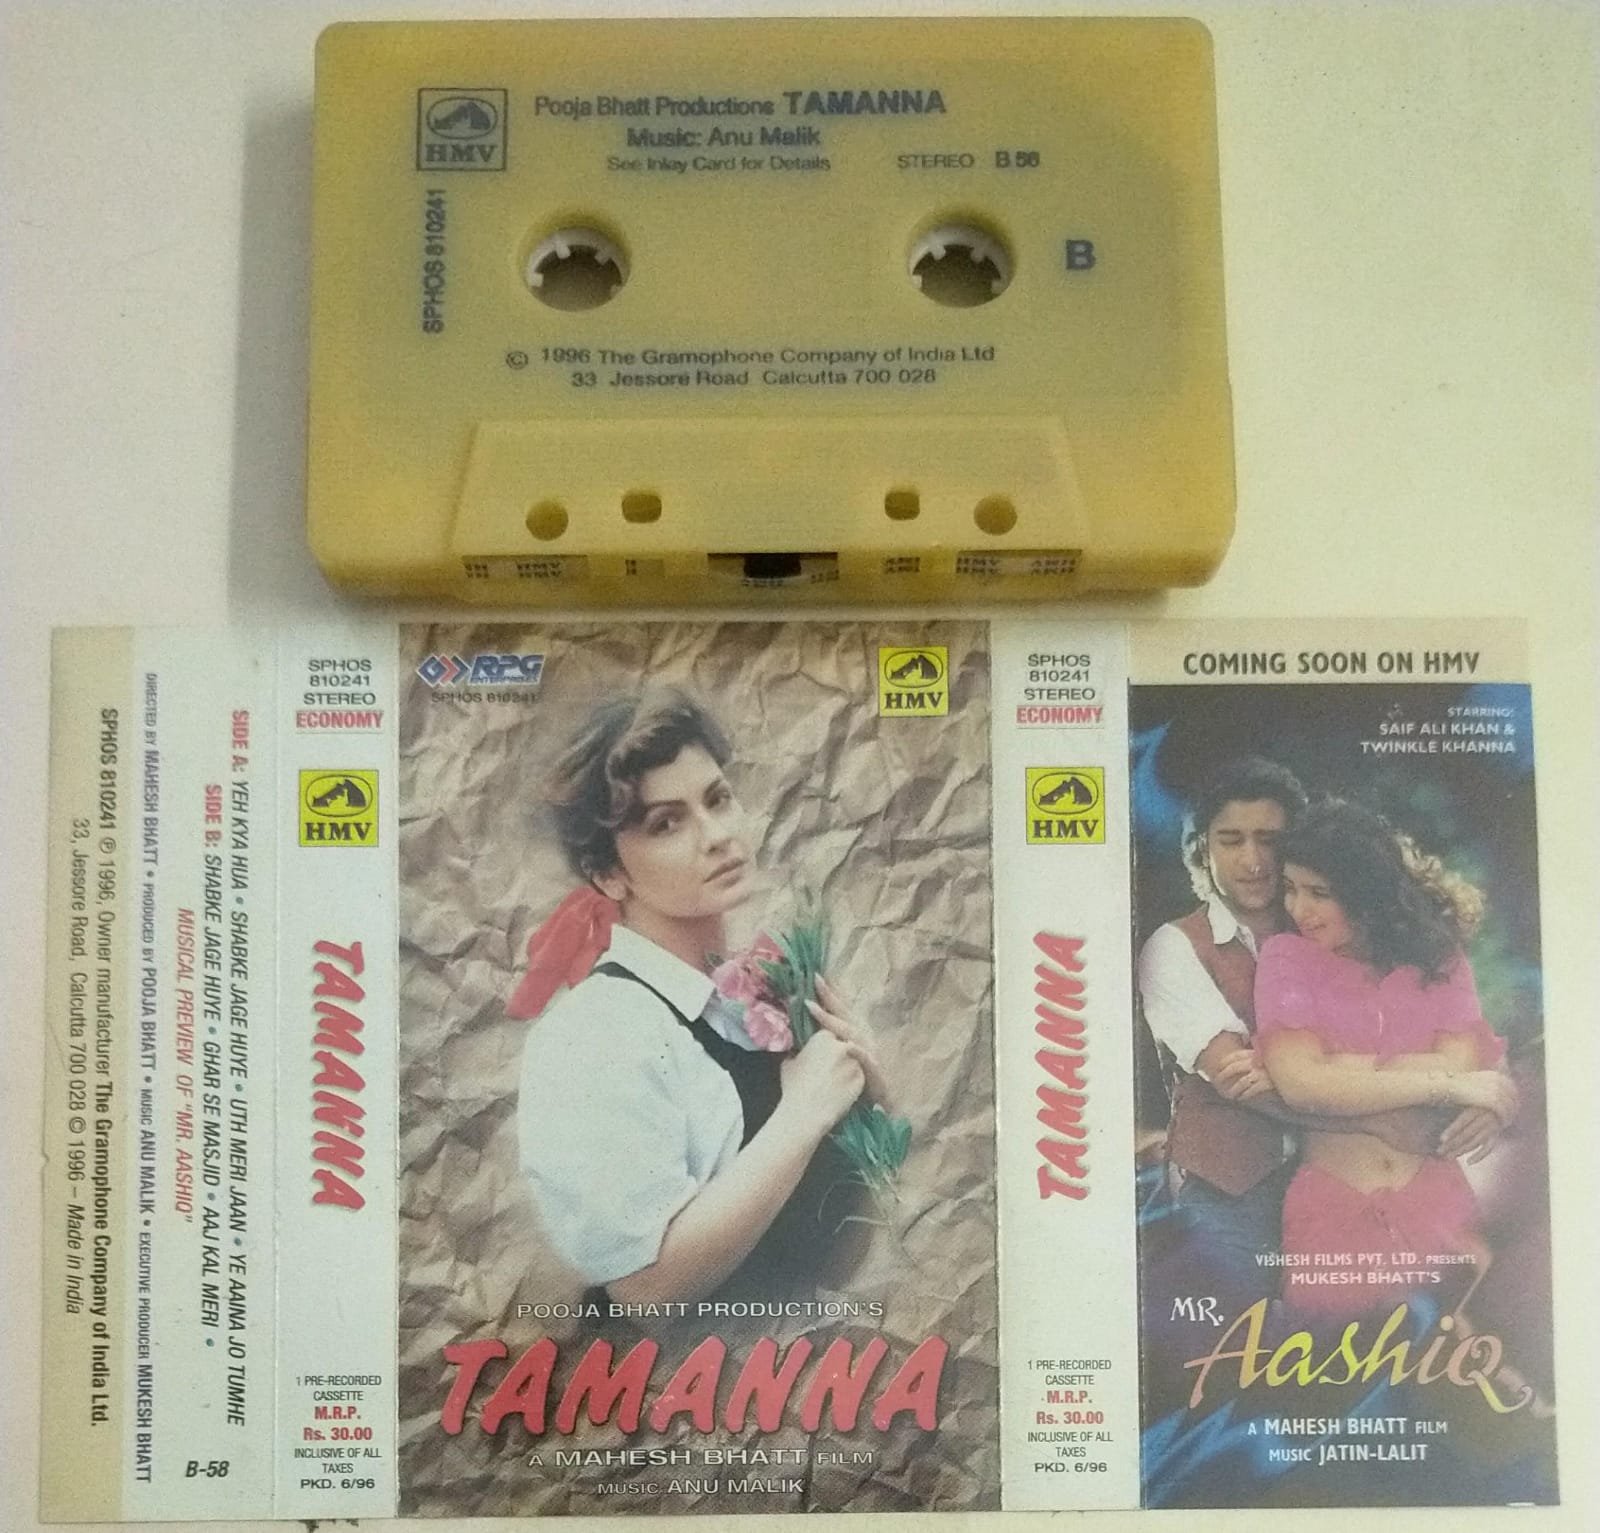 HMV
Pooja Bhatt Productions TAMANNA
Music: Anu Malik
See Inlay Card for Details
STEREO B 58
SPHOS 810241
B
© 1996 The Gramophone Company of India Ltd
33 Jessore Road Calcutta 700 028
HMV
HMV
HMV
HMV
SIDE A: YEH KYA HUA • SHABKE JAGE HUYE • UTH MERI JAAN • YE AAINA JO TUMHE
SIDE B: SHABKE JAGE HUYE • GHAR SE MASJID • AAJ KAL MERI •
MUSICAL PREVIEW OF "MR. AASHIQ"
B-58
DIRECTED BY MAHESH BHATT • PRODUCED BY POOJA BHATT • MUSIC ANU MALIK • EXECUTIVE PRODUCER MUKESH BHATT
SPHOS 810241 ℗ 1996, Owner manufacturer The Gramophone Company of India Ltd.
33, Jessore Road, Calcutta 700 028 © 1996 – Made in India
SPHOS
810241
STEREO
ECONOMY
HMV
TAMANNA
1 PRE-RECORDED
CASSETTE
M.R.P.
Rs. 30.00
INCLUSIVE OF ALL
TAXES
PKD. 6/96
RPG
ENTERPRISES
SPHOS 810241
HMV
POOJA BHATT PRODUCTION'S
TAMANNA
A MAHESH BHATT FILM
MUSIC ANU MALIK
SPHOS
810241
STEREO
ECONOMY
HMV
TAMANNA
1 PRE-RECORDED
CASSETTE
M.R.P.
Rs. 30.00
INCLUSIVE OF ALL
TAXES
PKD. 6/96
COMING SOON ON HMV
STARRING:
SAIF ALI KHAN &
TWINKLE KHANNA
VISHESH FILMS PVT. LTD. PRESENTS
MUKESH BHATT'S
MR.
Aashiq
A MAHESH BHATT FILM
MUSIC JATIN-LALIT